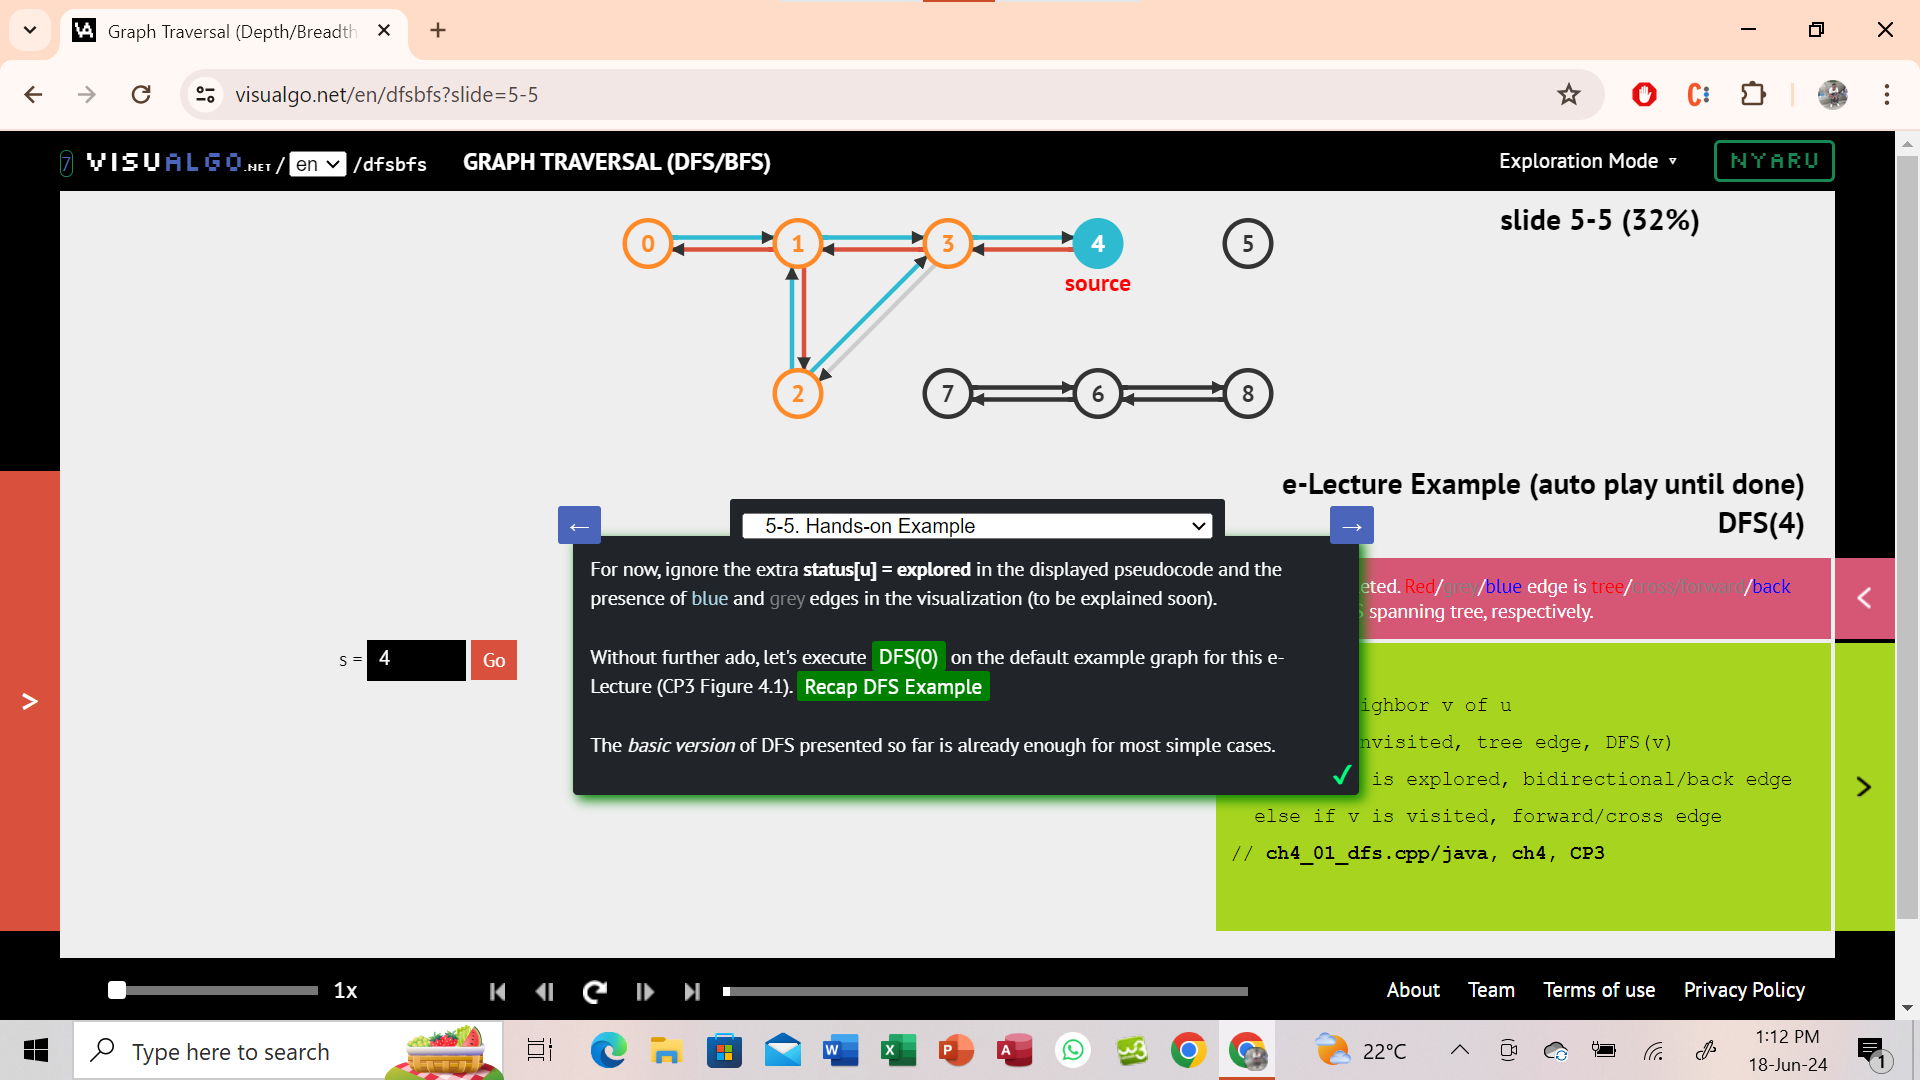 Graph Traversal (Depth/Breadth
visualgo.net/en/dfsbfs?slide=5-5
7 VISUALGO.NET / en /dfsbfs GRAPH TRAVERSAL (DFS/BFS) Exploration Mode ▾ NYARU
slide 5-5 (32%)
0 1 3 4 5
source
2 7 6 8
e-Lecture Example (auto play until done)
DFS(4)
← 5-5. Hands-on Example →
For now, ignore the extra status[u] = explored in the displayed pseudocode and the
presence of blue and grey edges in the visualization (to be explained soon).
Without further ado, let's execute DFS(0) on the default example graph for this e-
Lecture (CP3 Figure 4.1). Recap DFS Example
The basic version of DFS presented so far is already enough for most simple cases.
eted. Red/grey/blue edge is tree/cross/forward/back
S spanning tree, respectively.
s = 4 Go
ighbor v of u
nvisited, tree edge, DFS(v)
is explored, bidirectional/back edge
else if v is visited, forward/cross edge
// ch4_01_dfs.cpp/java, ch4, CP3
1x
About Team Terms of use Privacy Policy
Type here to search
22°C
1:12 PM
18-Jun-24
1